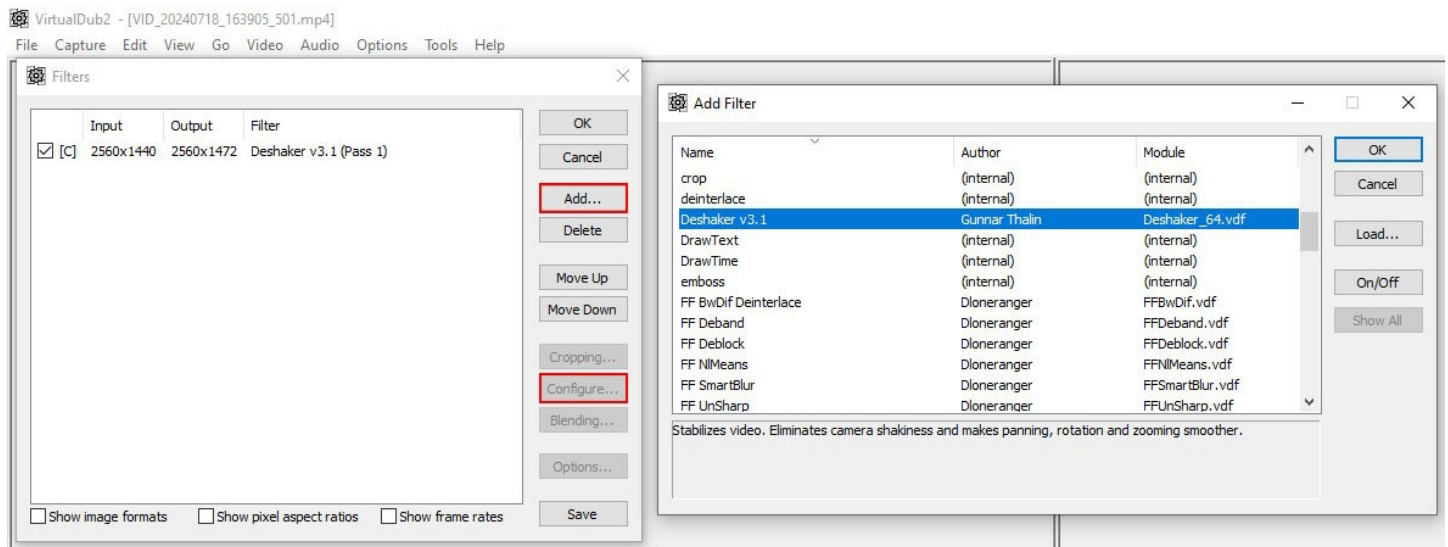 VirtualDub2 - [VID_20240718_163905_501.mp4]
File Capture Edit View Go Video Audio Options Tools Help
Filters
Input Output Filter
[C] 2560x1440 2560x1472 Deshaker v3.1 (Pass 1)
OK
Cancel
Add...
Delete
Move Up
Move Down
Cropping...
Configure...
Blending...
Options...
Save
Show image formats Show pixel aspect ratios Show frame rates
Add Filter
Name Author Module
crop (internal) (internal)
deinterlace (internal) (internal)
Deshaker v3.1 Gunnar Thalin Deshaker_64.vdf
DrawText (internal) (internal)
DrawTime (internal) (internal)
emboss (internal) (internal)
FF BwDif Deinterlace Dloneranger FFBwDif.vdf
FF Deband Dloneranger FFDeband.vdf
FF Deblock Dloneranger FFDeblock.vdf
FF NlMeans Dloneranger FFNlMeans.vdf
FF SmartBlur Dloneranger FFSmartBlur.vdf
FF UnSharp Dloneranger FFUnSharp.vdf
OK
Cancel
Load...
On/Off
Show All
Stabilizes video. Eliminates camera shakiness and makes panning, rotation and zooming smoother.